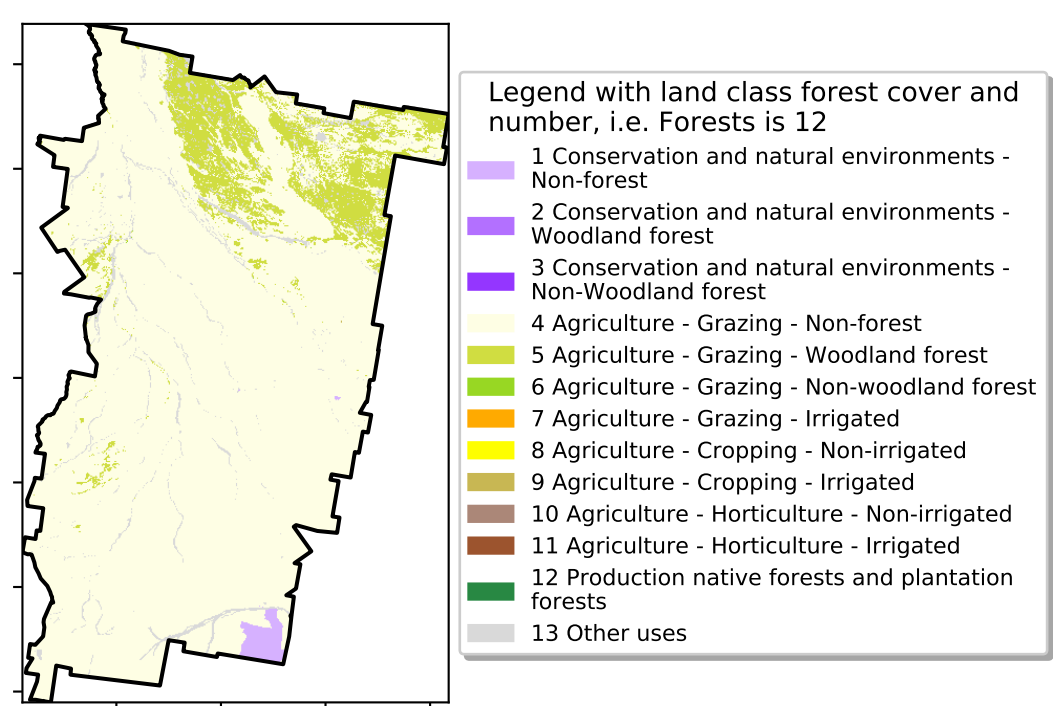 Legend with land class forest cover and
number, i.e. Forests is 12
1 Conservation and natural environments -
Non-forest
2 Conservation and natural environments -
Woodland forest
3 Conservation and natural environments -
Non-Woodland forest
4 Agriculture - Grazing - Non-forest
5 Agriculture - Grazing - Woodland forest
6 Agriculture - Grazing - Non-woodland forest
7 Agriculture - Grazing - Irrigated
8 Agriculture - Cropping - Non-irrigated
9 Agriculture - Cropping - Irrigated
10 Agriculture - Horticulture - Non-irrigated
11 Agriculture - Horticulture - Irrigated
12 Production native forests and plantation
forests
13 Other uses